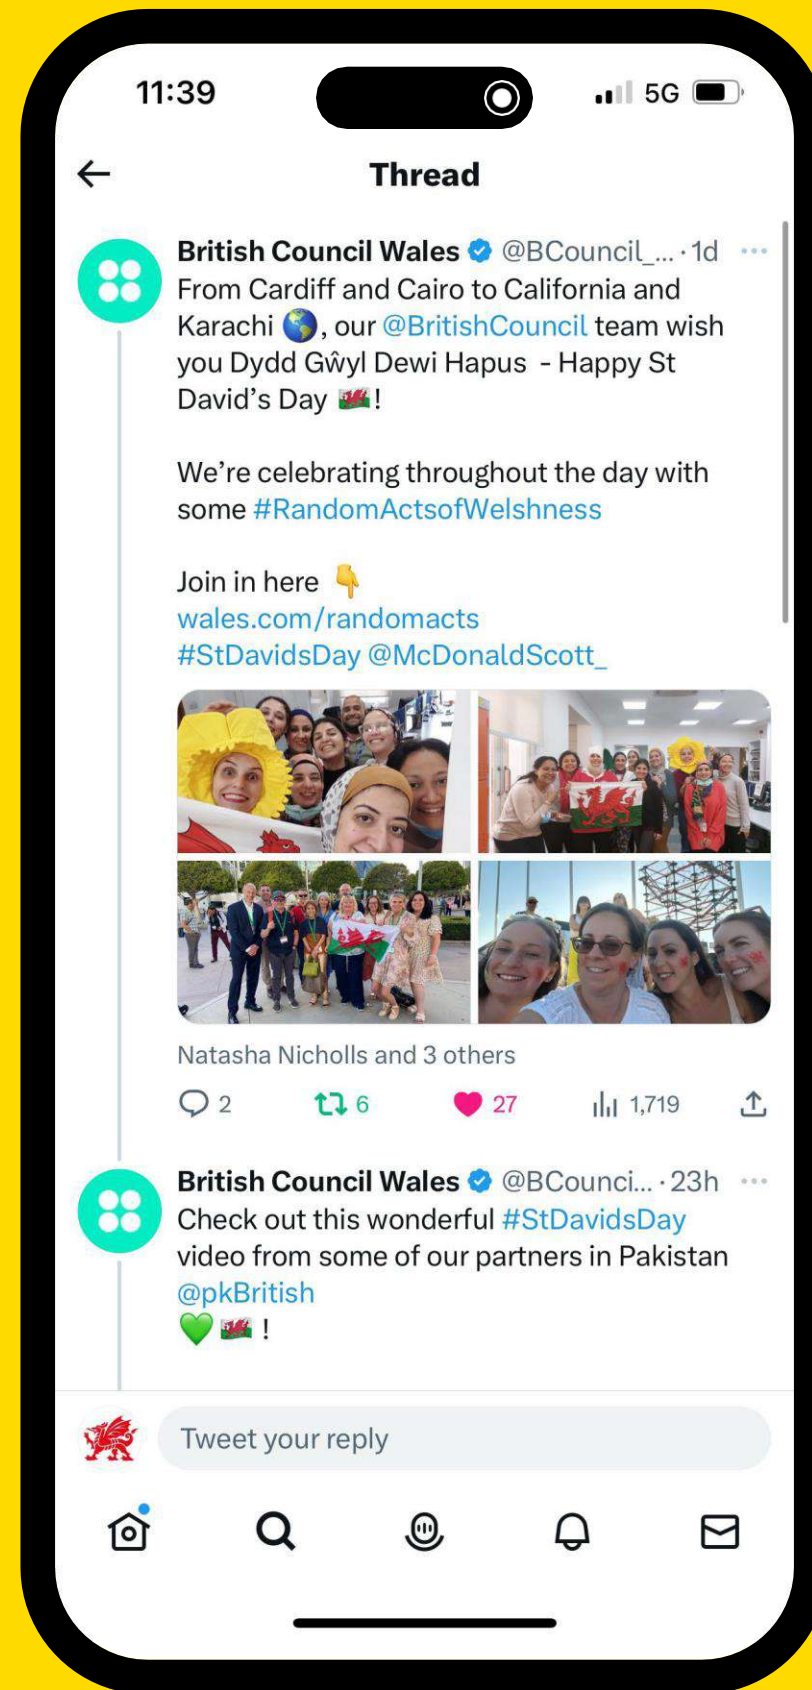 11:39
5G
Thread
British Council Wales @BCouncil_... · 1d
From Cardiff and Cairo to California and
Karachi 🌎, our @BritishCouncil team wish
you Dydd Gŵyl Dewi Hapus - Happy St
David’s Day 🏴󠁧󠁢󠁷󠁬󠁳󠁿!
We’re celebrating throughout the day with
some #RandomActsofWelshness
Join in here 👇
wales.com/randomacts
#StDavidsDay @McDonaldScott_
Natasha Nicholls and 3 others
2 6 27 1,719
British Council Wales @BCounci... · 23h
Check out this wonderful #StDavidsDay
video from some of our partners in Pakistan
@pkBritish
💚 🏴󠁧󠁢󠁷󠁬󠁳󠁿 !
Tweet your reply